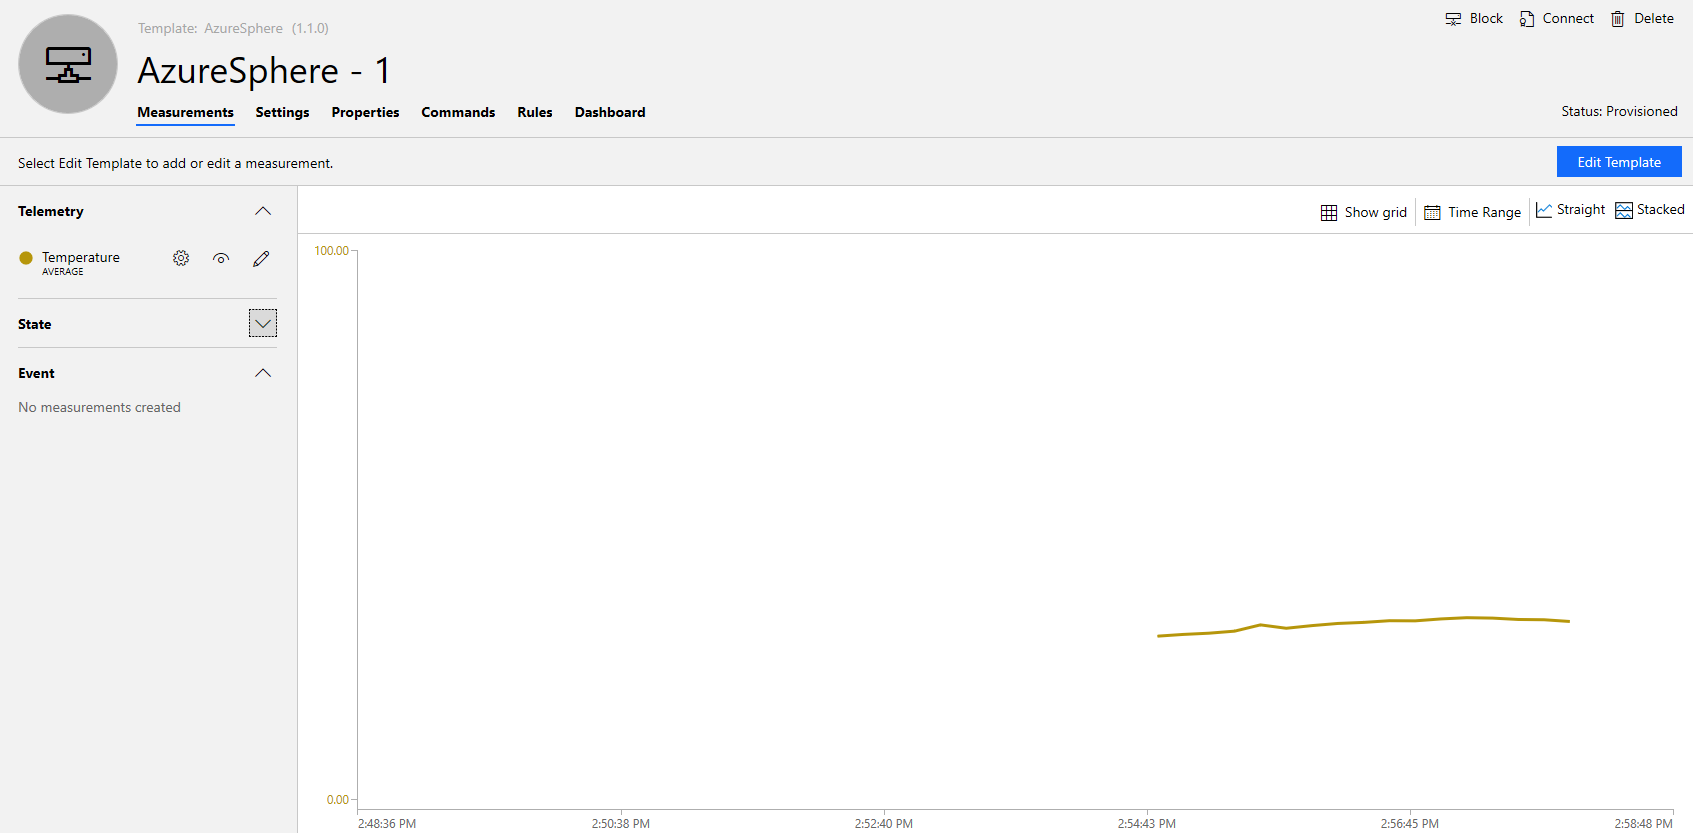 Template: AzureSphere (1.1.0)
Block Connect Delete
AzureSphere - 1
Measurements Settings Properties Commands Rules Dashboard
Status: Provisioned
Select Edit Template to add or edit a measurement.
Edit Template
Telemetry
Show grid Time Range Straight Stacked
Temperature
AVERAGE
State
Event
No measurements created
100.00
0.00
2:48:36 PM 2:50:38 PM 2:52:40 PM 2:54:43 PM 2:56:45 PM 2:58:48 PM